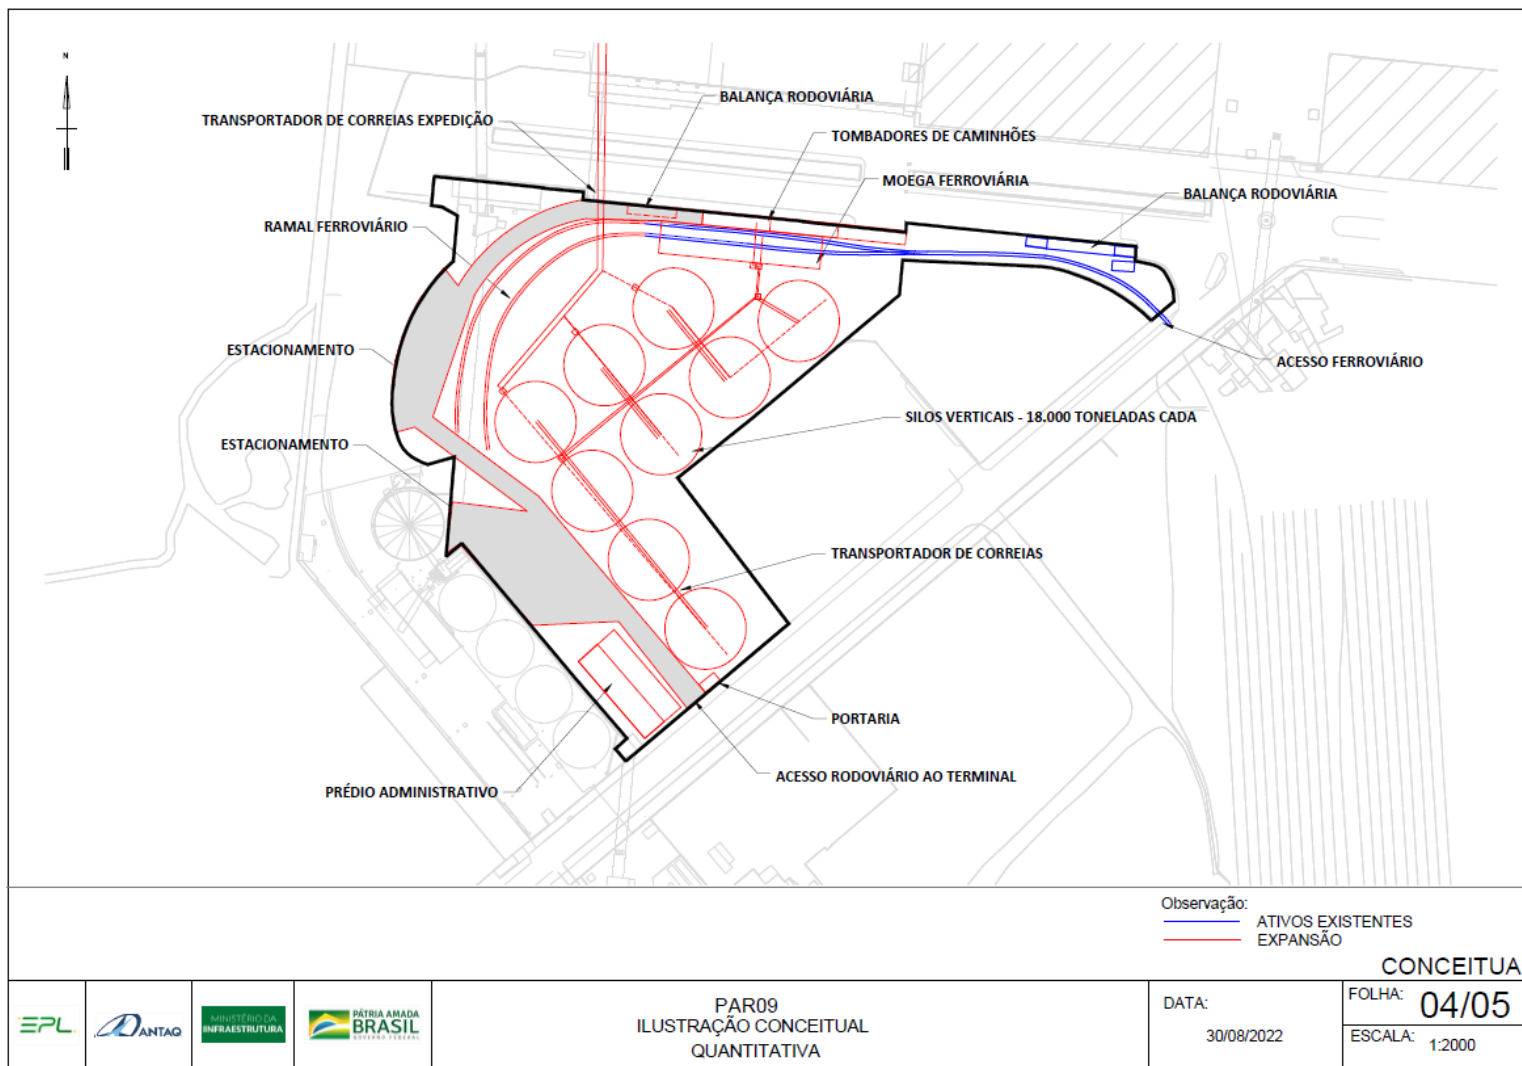 N
BALANÇA RODOVIÁRIA
TRANSPORTADOR DE CORREIAS EXPEDIÇÃO
TOMBADORES DE CAMINHÕES
MOEGA FERROVIÁRIA
BALANÇA RODOVIÁRIA
RAMAL FERROVIÁRIO
ESTACIONAMENTO
ACESSO FERROVIÁRIO
SILOS VERTICAIS - 18.000 TONELADAS CADA
ESTACIONAMENTO
TRANSPORTADOR DE CORREIAS
PORTARIA
ACESSO RODOVIÁRIO AO TERMINAL
PRÉDIO ADMINISTRATIVO
Observação:
ATIVOS EXISTENTES
EXPANSÃO
CONCEITUA
EPL
ANTAQ
MINISTÉRIO DA
INFRAESTRUTURA
PÁTRIA AMADA
BRASIL
GOVERNO FEDERAL
PAR09
ILUSTRAÇÃO CONCEITUAL
QUANTITATIVA
DATA:
30/08/2022
FOLHA: 04/05
ESCALA: 1:2000